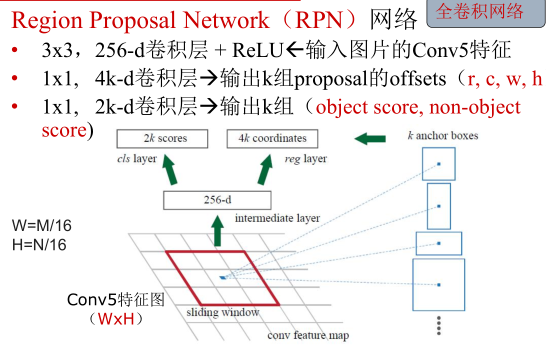 Region Proposal Network（RPN）网络
全卷积网络
• 3x3，256-d卷积层 + ReLU←输入图片的Conv5特征
• 1x1, 4k-d卷积层→输出k组proposal的offsets（r, c, w, h
• 1x1, 2k-d卷积层→输出k组（object score, non-object
score)
2k scores
4k coordinates
k anchor boxes
cls layer
reg layer
256-d
intermediate layer
W=M/16
H=N/16
Conv5特征图
（WxH）
sliding window
conv feature map